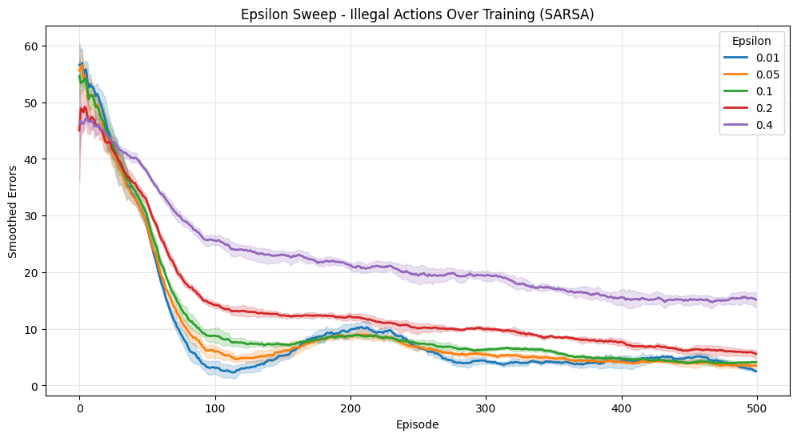 Epsilon Sweep - Illegal Actions Over Training (SARSA)
Smoothed Errors
60
50
40
30
20
10
0
0 100 200 300 400 500
Episode
Epsilon
0.01
0.05
0.1
0.2
0.4